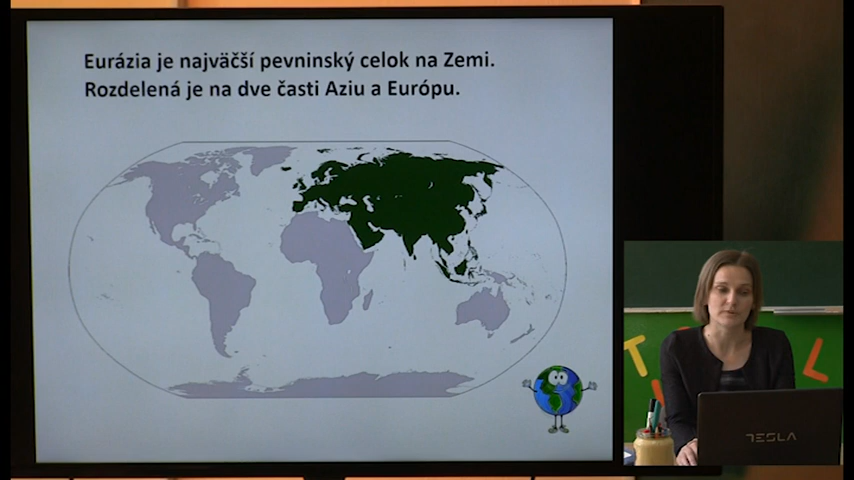 Eurázia je najväčší pevninský celok na Zemi.
Rozdelená je na dve časti Aziu a Európu.
TESLA